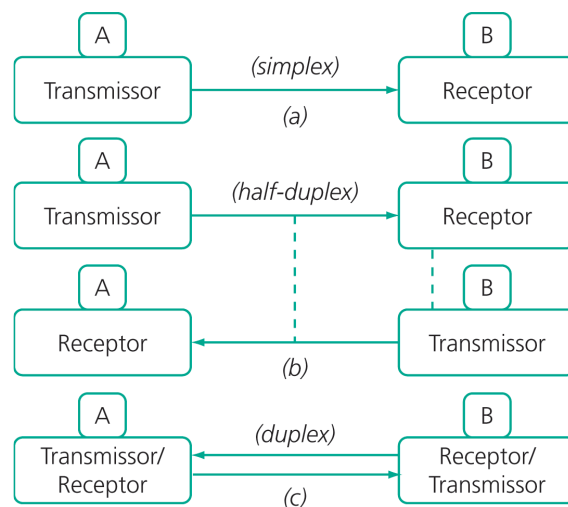 A B
Transmissor (simplex) Receptor
(a)
A B
Transmissor (half-duplex) Receptor
A B
Receptor Transmissor
(b)
A B
(duplex)
Transmissor/ Receptor/
Receptor Transmissor
(c)